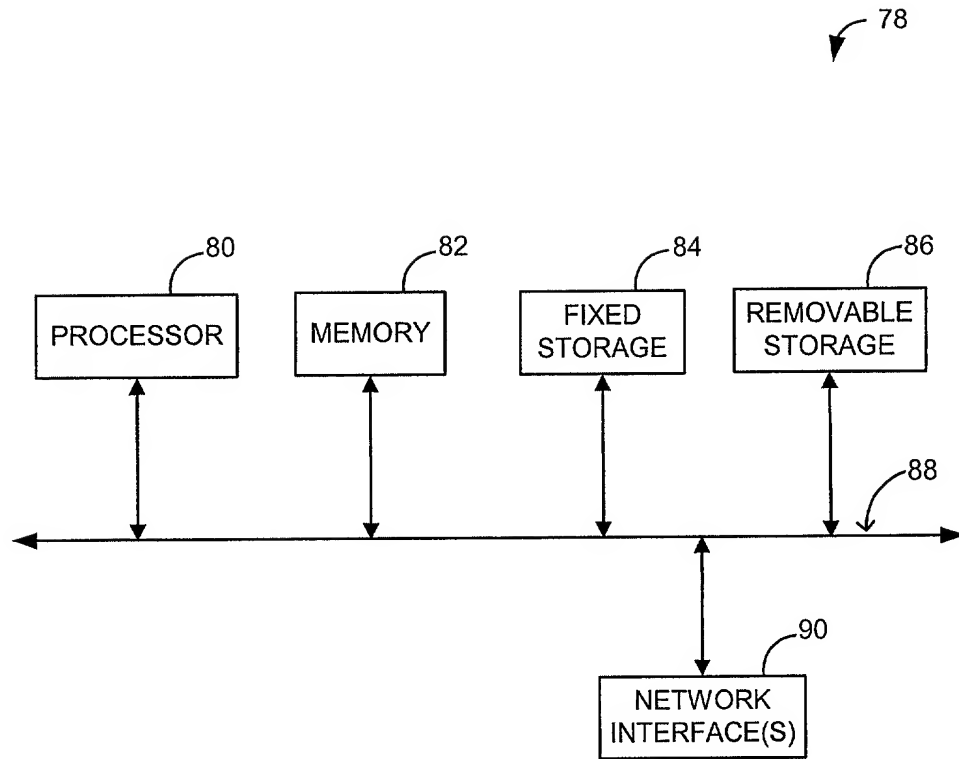 78
80
82
84
86
PROCESSOR
MEMORY
FIXED
STORAGE
REMOVABLE
STORAGE
88
90
NETWORK
INTERFACE(S)